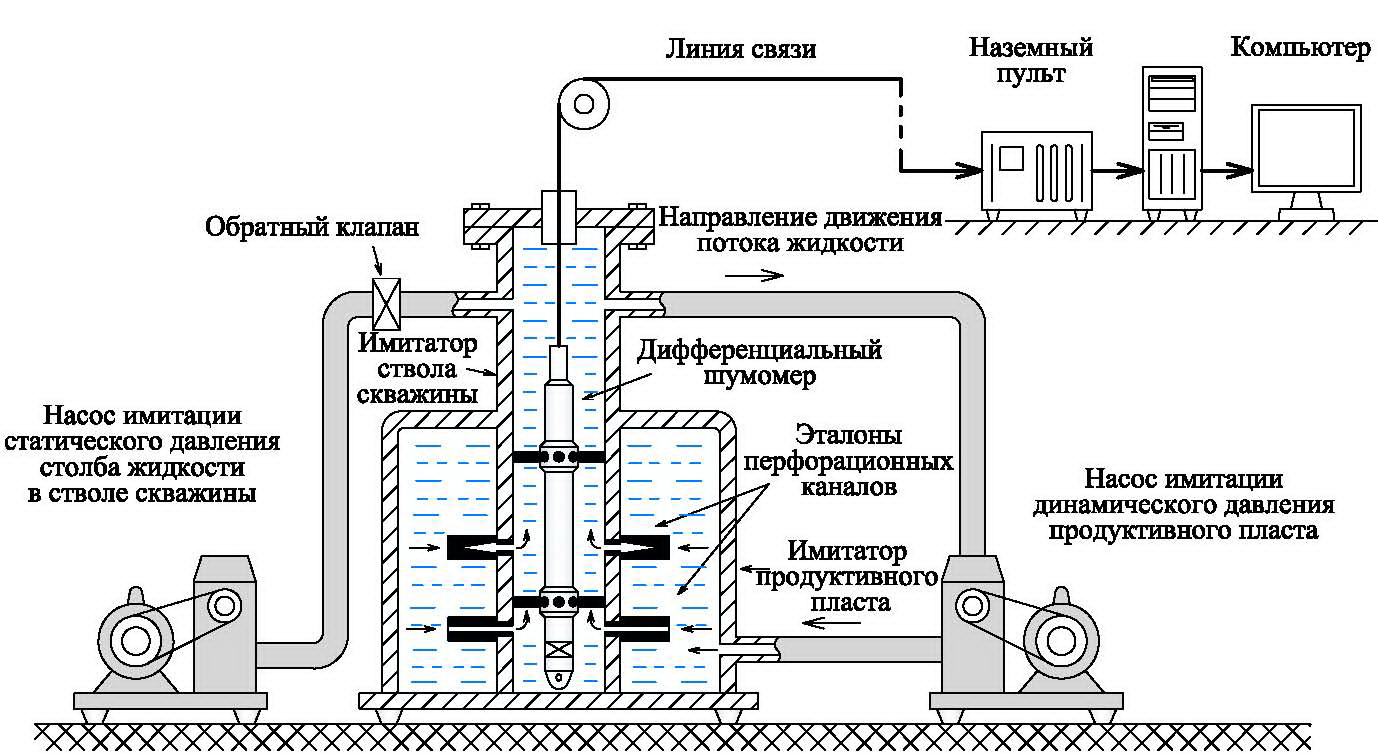 Линия связи
Наземный
пульт
Компьютер
Обратный клапан
Направление движения
потока жидкости
Имитатор
ствола
скважины
Дифференциальный
шумомер
Насос имитации
статического давления
столба жидкости
в стволе скважины
Эталоны
перфорационных
каналов
Насос имитации
динамического давления
продуктивного пласта
Имитатор
продуктивного
пласта